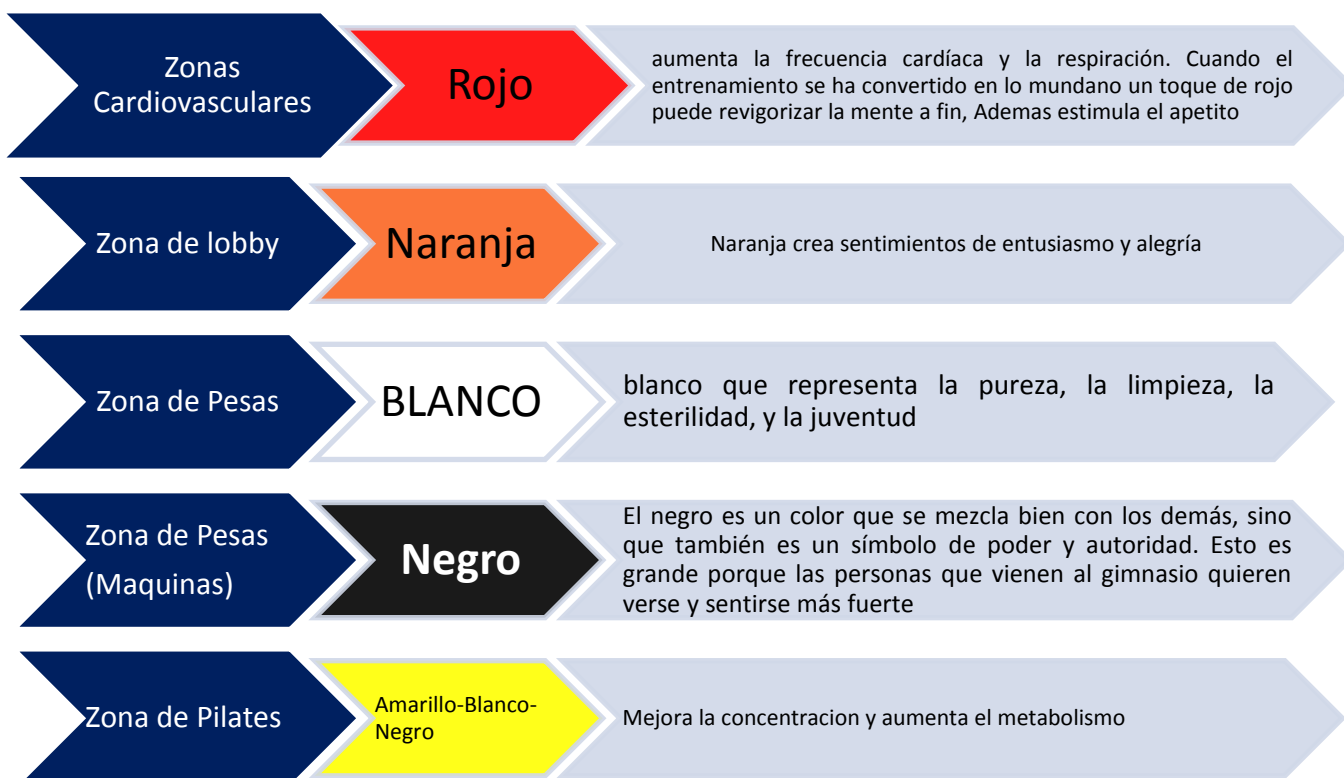 Zonas
Cardiovasculares
Rojo
aumenta la frecuencia cardíaca y la respiración. Cuando el
entrenamiento se ha convertido en lo mundano un toque de rojo
puede revigorizar la mente a fin, Ademas estimula el apetito
Zona de lobby
Naranja
Naranja crea sentimientos de entusiasmo y alegría
Zona de Pesas
BLANCO
blanco que representa la pureza, la limpieza, la
esterilidad, y la juventud
Zona de Pesas
(Maquinas)
Negro
El negro es un color que se mezcla bien con los demás, sino
que también es un símbolo de poder y autoridad. Esto es
grande porque las personas que vienen al gimnasio quieren
verse y sentirse más fuerte
Zona de Pilates
Amarillo-Blanco-
Negro
Mejora la concentracion y aumenta el metabolismo